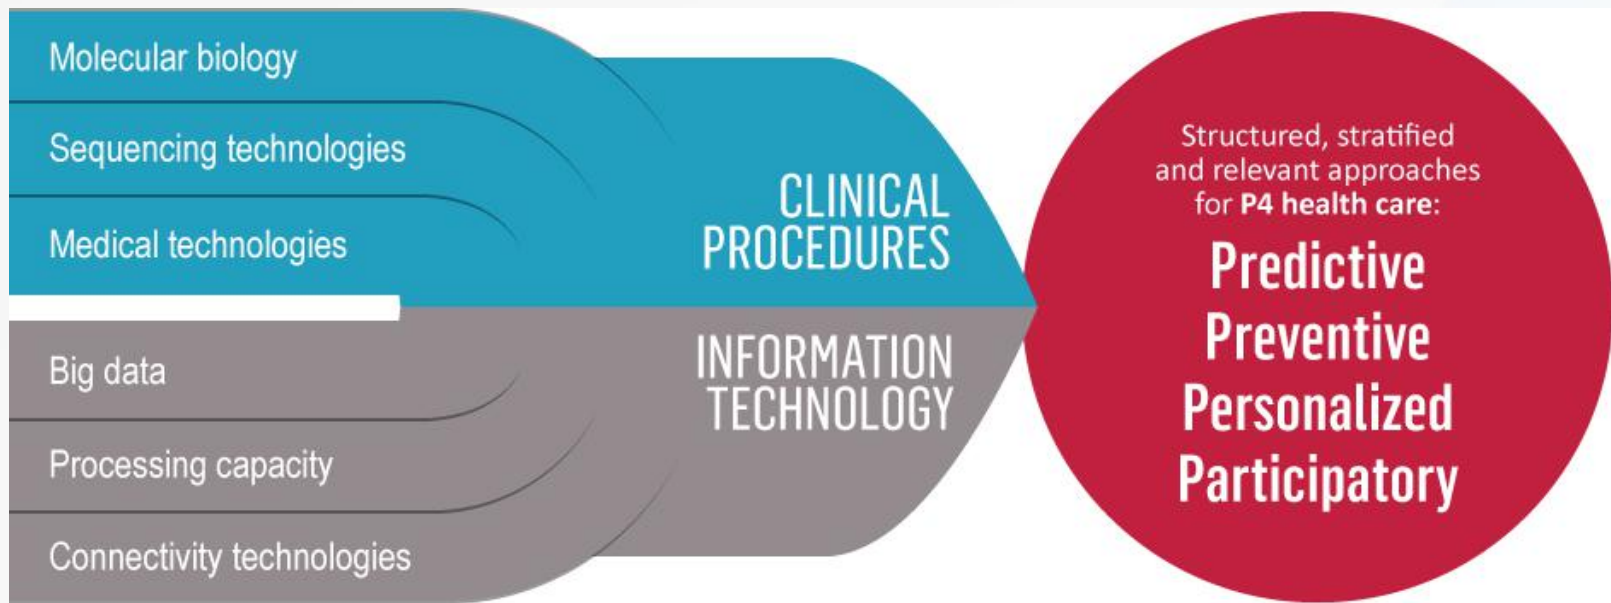 Molecular biology
Sequencing technologies
Medical technologies
CLINICAL
PROCEDURES
Big data
Processing capacity
Connectivity technologies
INFORMATION
TECHNOLOGY
Structured, stratified
and relevant approaches
for P4 health care:
Predictive
Preventive
Personalized
Participatory